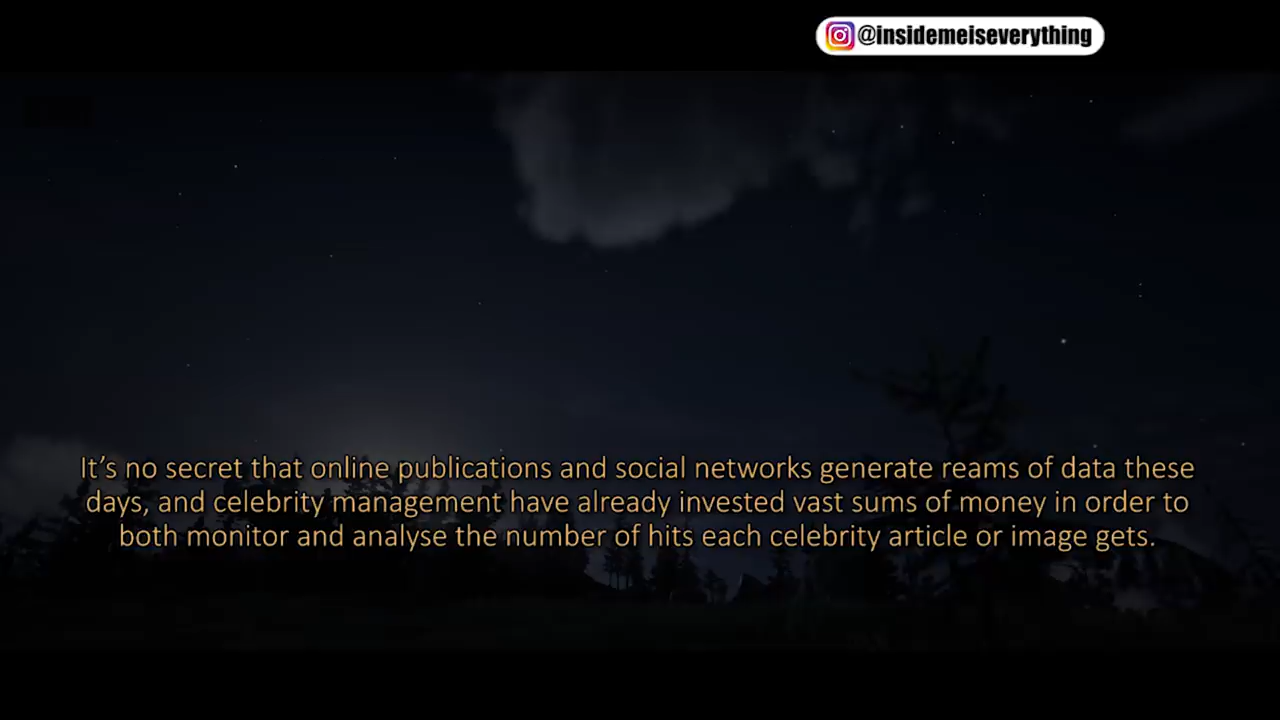 @insidemeiseverything
It’s no secret that online publications and social networks generate reams of data these
days, and celebrity management have already invested vast sums of money in order to
both monitor and analyse the number of hits each celebrity article or image gets.